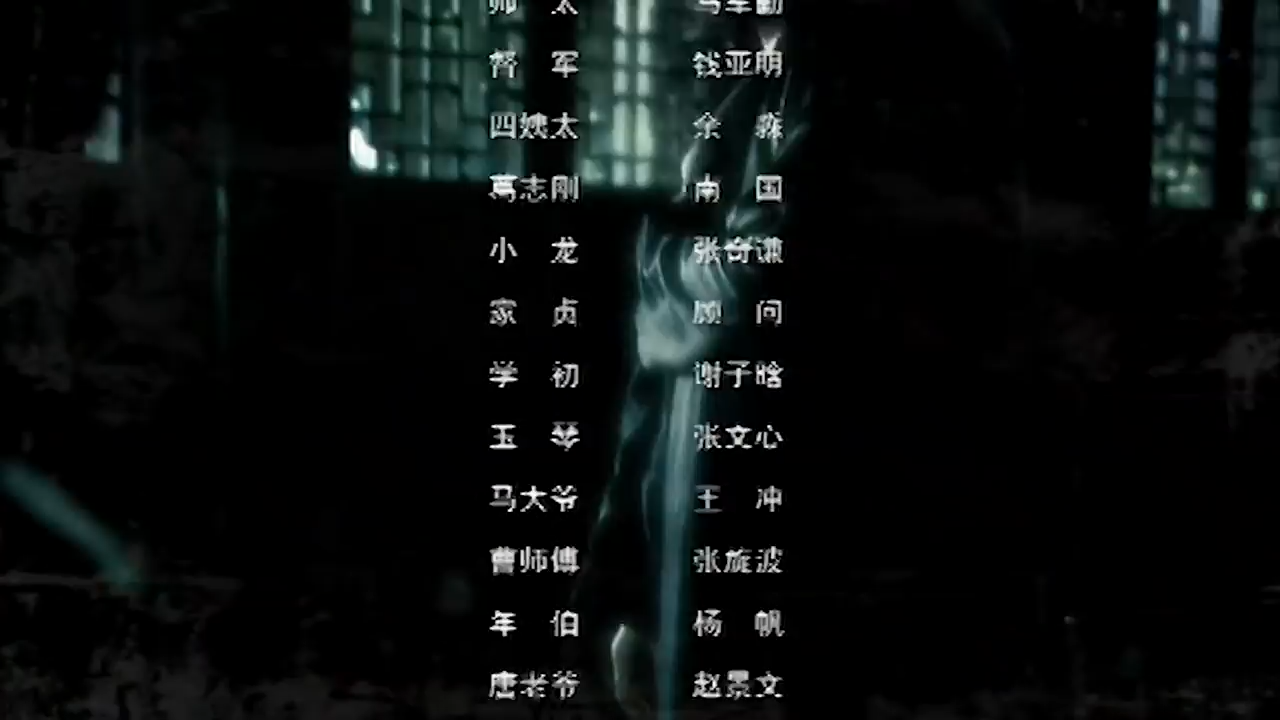 督 军 钱亚明
四姨太 余 淼
葛志刚 南 国
小 龙 张奇谦
家 贞 顾 问
学 初 谢子晗
玉 琴 张文心
马大爷 王 冲
曹师傅 张旋波
年 伯 杨 帆
唐老爷 赵景文